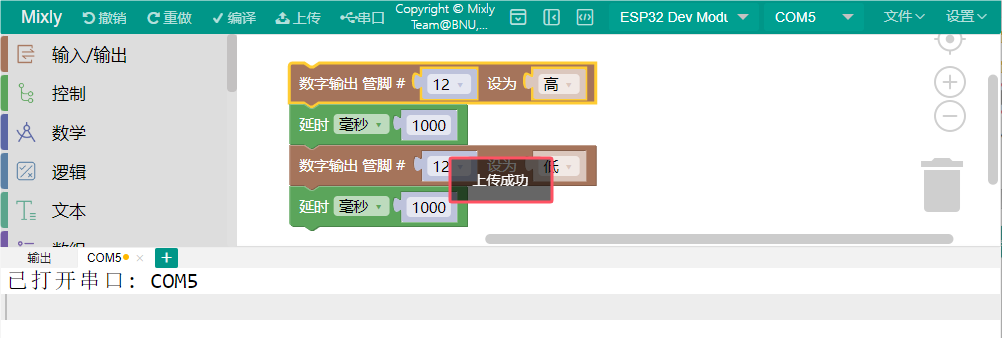 Mixly 撤销 重做 编译 上传 串口 Copyright © Mixly ESP32 Dev Modu COM5 文件 设置
Team@BNU,...
输入/输出
控制
数学
逻辑
文本
数字输出 管脚 # 12 设为 高
延时 毫秒 1000
数字输出 管脚 # 12 设为 低
上传成功
延时 毫秒 1000
输出 COM5
已打开串口: COM5